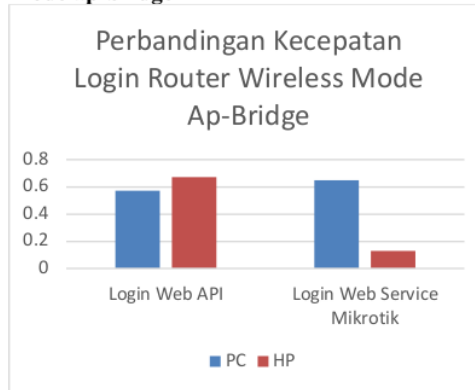 Perbandingan Kecepatan
Login Router Wireless Mode
Ap-Bridge
0.8
0.6
0.4
0.2
0
Login Web API
Login Web Service
Mikrotik
PC HP